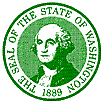 THE SEAL OF THE STATE OF WASHINGTON
1889